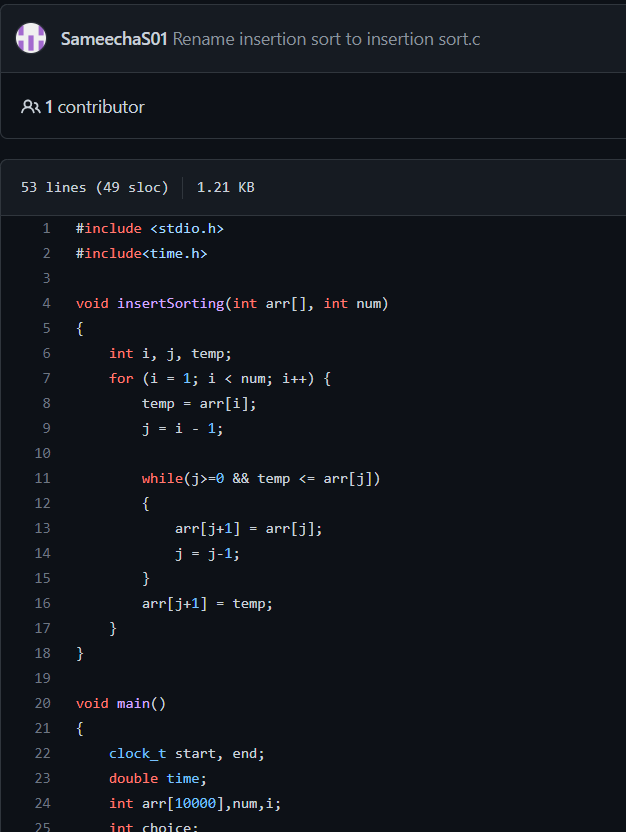 SameechaS01 Rename insertion sort to insertion sort.c
1 contributor
53 lines (49 sloc) 1.21 KB
1 #include <stdio.h>
2 #include<time.h>
3
4 void insertSorting(int arr[], int num)
5 {
6     int i, j, temp;
7     for (i = 1; i < num; i++) {
8         temp = arr[i];
9         j = i - 1;
10
11         while(j>=0 && temp <= arr[j])
12         {
13             arr[j+1] = arr[j];
14             j = j-1;
15         }
16         arr[j+1] = temp;
17     }
18 }
19
20 void main()
21 {
22     clock_t start, end;
23     double time;
24     int arr[10000],num,i;
25     int choice;